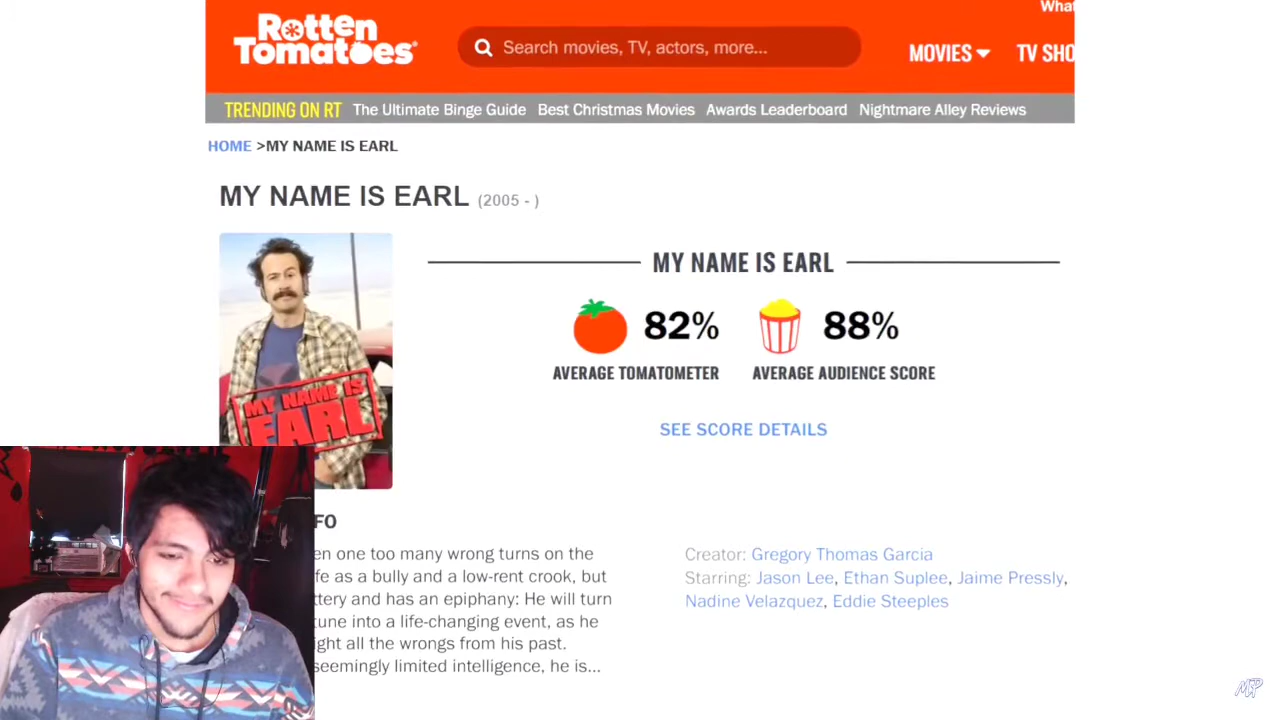 What
Rotten
Tomatoes
Search movies, TV, actors, more...
MOVIES
TV SHO
TRENDING ON RT The Ultimate Binge Guide Best Christmas Movies Awards Leaderboard Nightmare Alley Reviews
HOME >MY NAME IS EARL
MY NAME IS EARL (2005 - )
MY NAME IS EARL
82% 88%
AVERAGE TOMATOMETER AVERAGE AUDIENCE SCORE
SEE SCORE DETAILS
MY NAME IS
EARL
FO
en one too many wrong turns on the
fe as a bully and a low-rent crook, but
ttery and has an epiphany: He will turn
tune into a life-changing event, as he
ight all the wrongs from his past.
seemingly limited intelligence, he is...
Creator: Gregory Thomas Garcia
Starring: Jason Lee, Ethan Suplee, Jaime Pressly,
Nadine Velazquez, Eddie Steeples